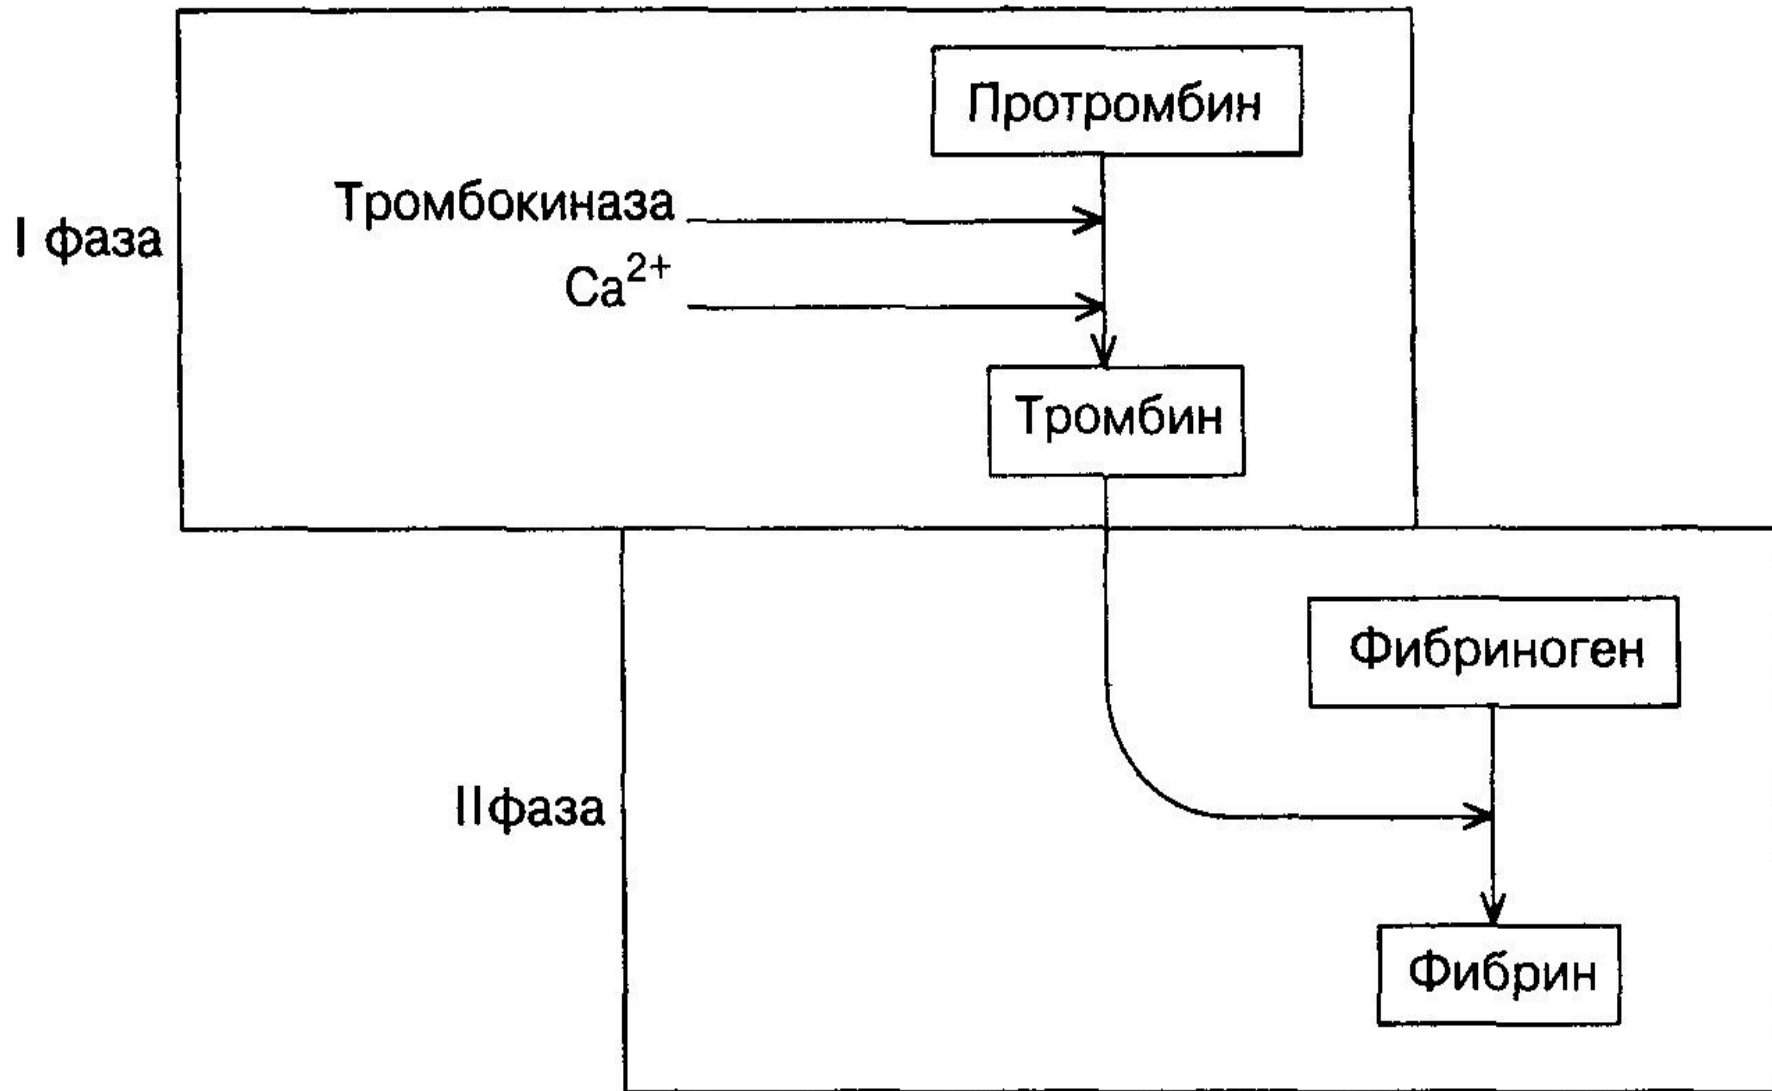 Протромбин
Тромбокиназа
I фаза
Ca²⁺
Тромбин
Фибриноген
IIфаза
Фибрин